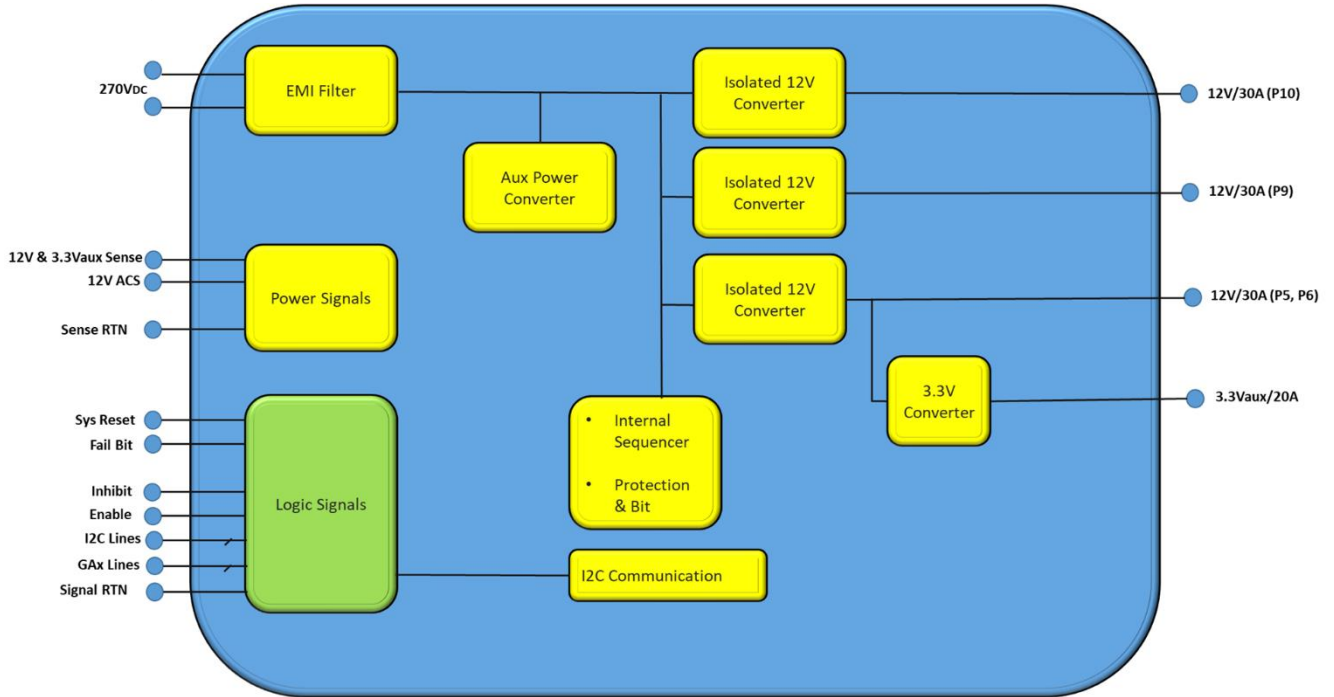 270VDC
EMI Filter
Aux Power
Converter
Isolated 12V
Converter
12V/30A (P10)
Isolated 12V
Converter
12V/30A (P9)
Isolated 12V
Converter
12V/30A (P5, P6)
3.3V
Converter
3.3Vaux/20A
12V & 3.3Vaux Sense
12V ACS
Sense RTN
Power Signals
Sys Reset
Fail Bit
Inhibit
Enable
I2C Lines
GAx Lines
Signal RTN
Logic Signals
• Internal
Sequencer
• Protection
& Bit
I2C Communication